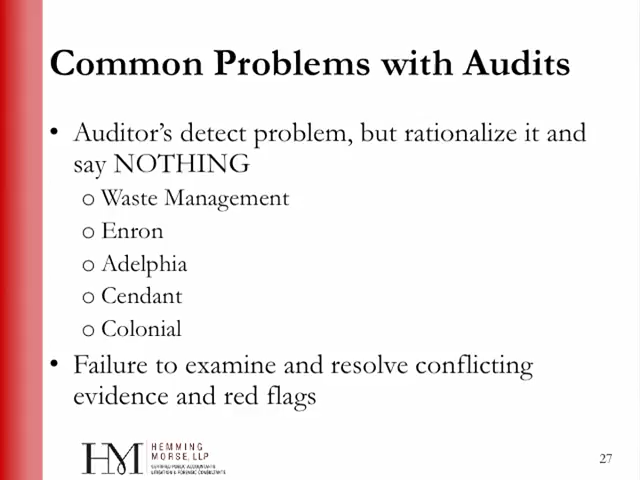 Common Problems with Audits
• Auditor's detect problem, but rationalize it and
say NOTHING
o Waste Management
o Enron
o Adelphia
o Cendant
o Colonial
• Failure to examine and resolve conflicting
evidence and red flags
HM HEMMING
MORSE, LLP
CERTIFIED PUBLIC ACCOUNTANTS
LITIGATION & FORENSIC CONSULTANTS
27